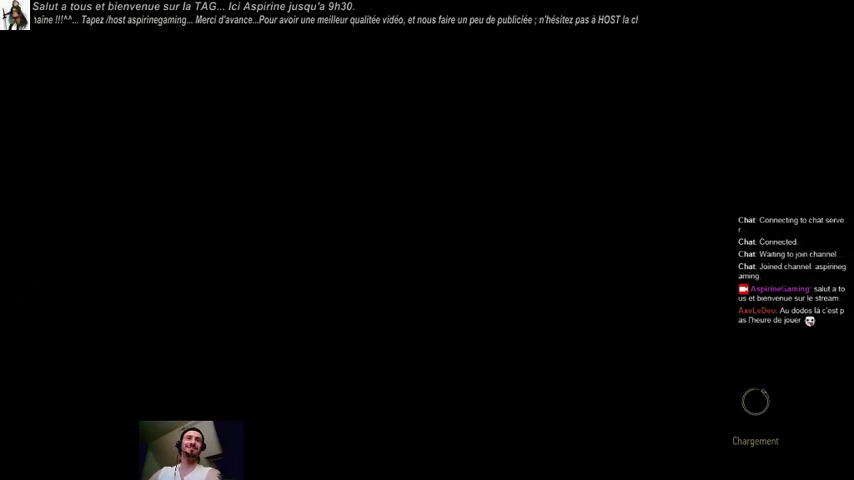 Salut a tous et bienvenue sur la TAG... Ici Aspirine jusqu'a 9h30.
haîne !!!^^... Tapez /host aspirinegaming... Merci d'avance...Pour avoir une meilleur qualitée vidéo, et nous faire un peu de publiciée ; n'hésitez pas à HOST la cl
Chat: Connecting to chat serve
r...
Chat: Connected.
Chat: Waiting to join channel...
Chat: Joined channel: aspirineg
aming.
AspirineGaming: salut a to
us et bienvenue sur le stream...
AxeLeDeo: Au dodos là c'est p
as l'heure de jouer
Chargement